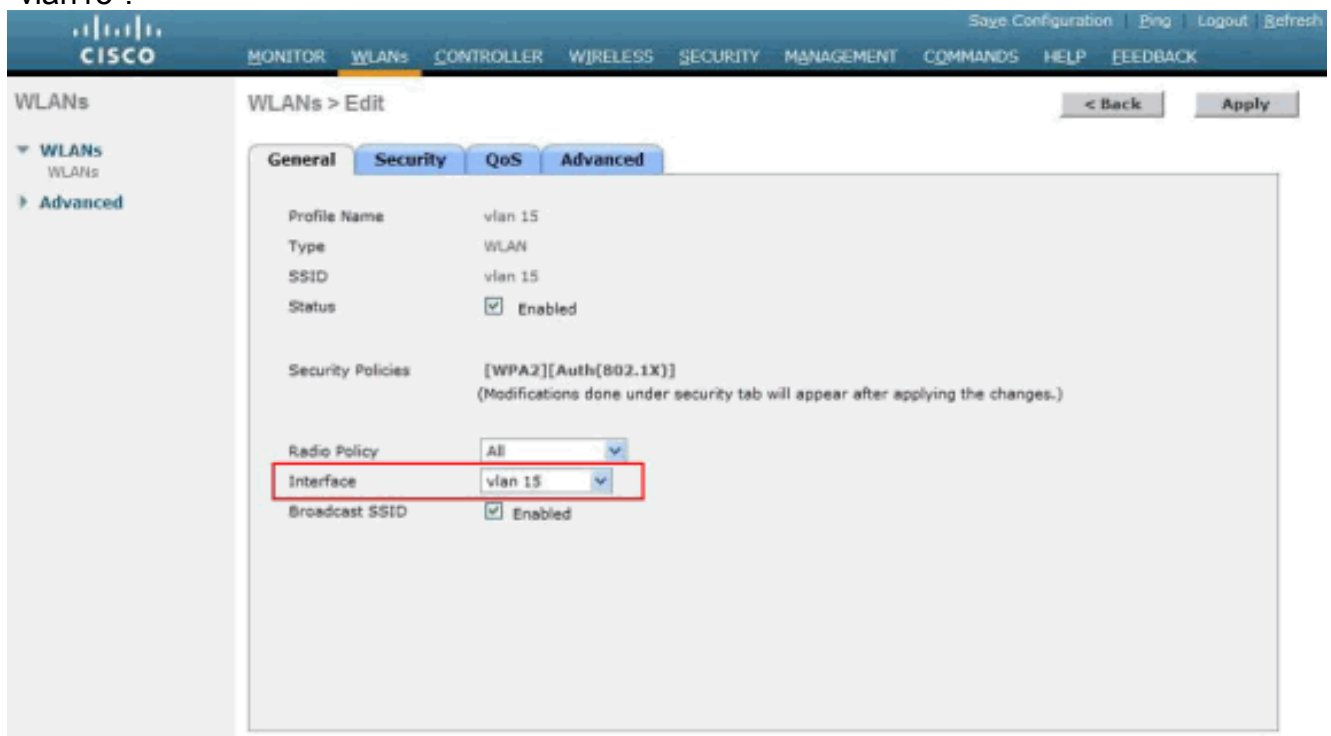 vlan15 .
Save Configuration | Ping | Logout | Refresh
CISCO
MONITOR WLANs CONTROLLER WIRELESS SECURITY MANAGEMENT COMMANDS HELP FEEDBACK
WLANs
WLANs > Edit
< Back Apply
WLANs
WLANs
Advanced
General Security QoS Advanced
Profile Name vlan 15
Type WLAN
SSID vlan 15
Status Enabled
Security Policies [WPA2][Auth(802.1X)]
(Modifications done under security tab will appear after applying the changes.)
Radio Policy All
Interface vlan 15
Broadcast SSID Enabled